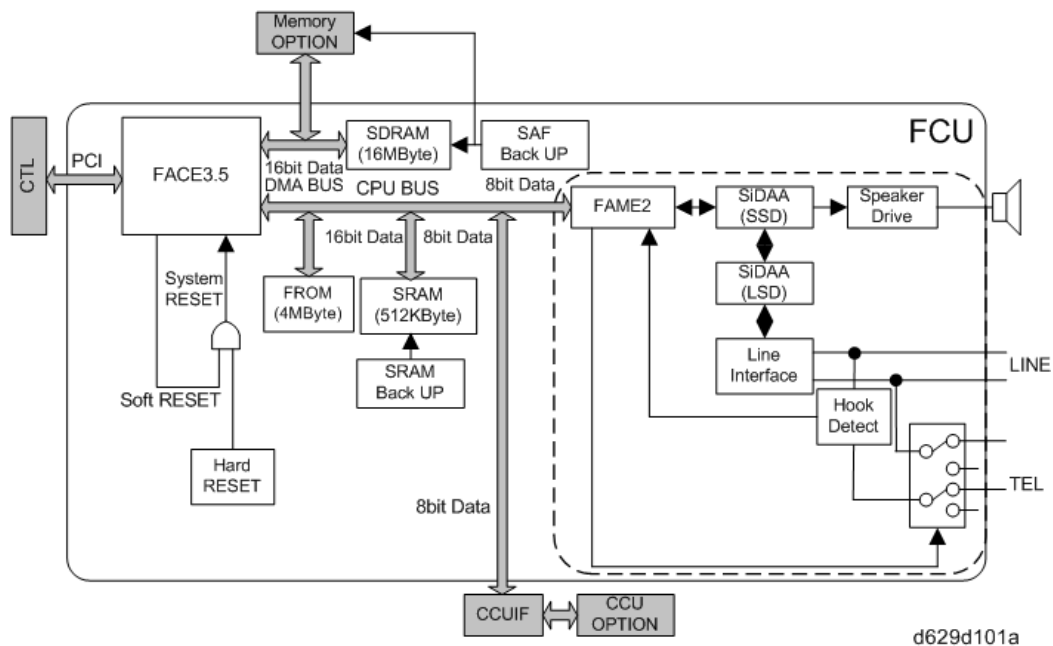 Memory
OPTION
FCU
CTL
PCI
FACE3.5
SDRAM
(16MByte)
SAF
Back UP
16bit Data
DMA BUS
CPU BUS
8bit Data
FAME2
SiDAA
(SSD)
Speaker
Drive
16bit Data
8bit Data
System
RESET
FROM
(4MByte)
SRAM
(512KByte)
SiDAA
(LSD)
SRAM
Back UP
Line
Interface
LINE
Soft RESET
Hook
Detect
Hard
RESET
TEL
8bit Data
CCUIF
CCU
OPTION
d629d101a